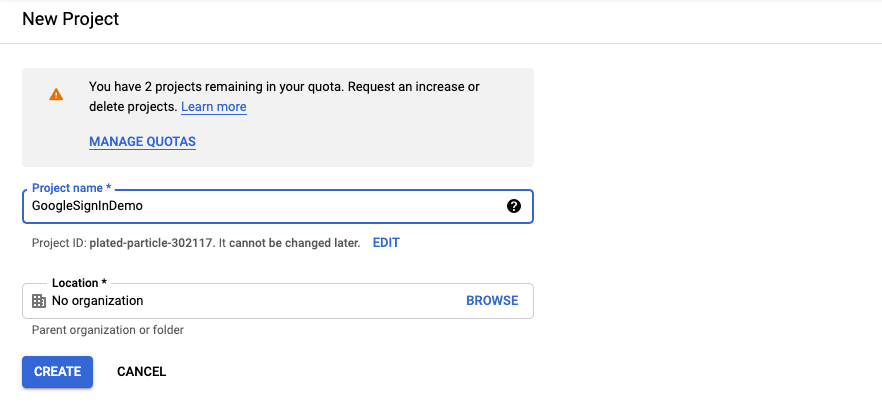 New Project
You have 2 projects remaining in your quota. Request an increase or
delete projects. Learn more
MANAGE QUOTAS
Project name *
GoogleSignInDemo
Project ID: plated-particle-302117. It cannot be changed later. EDIT
Location *
No organization BROWSE
Parent organization or folder
CREATE CANCEL